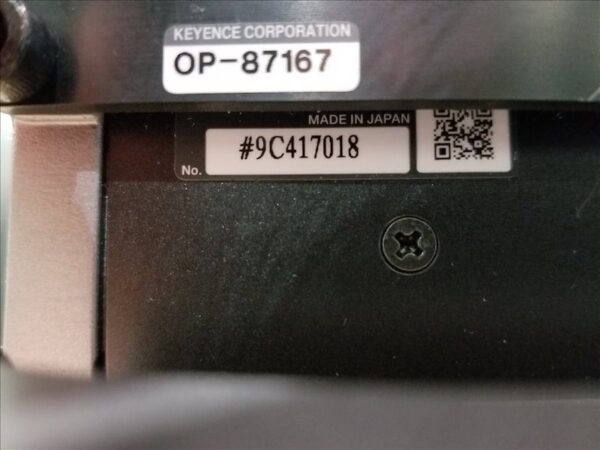 KEYENCE CORPORATION
OP-87167
MADE IN JAPAN
No. #9C417018